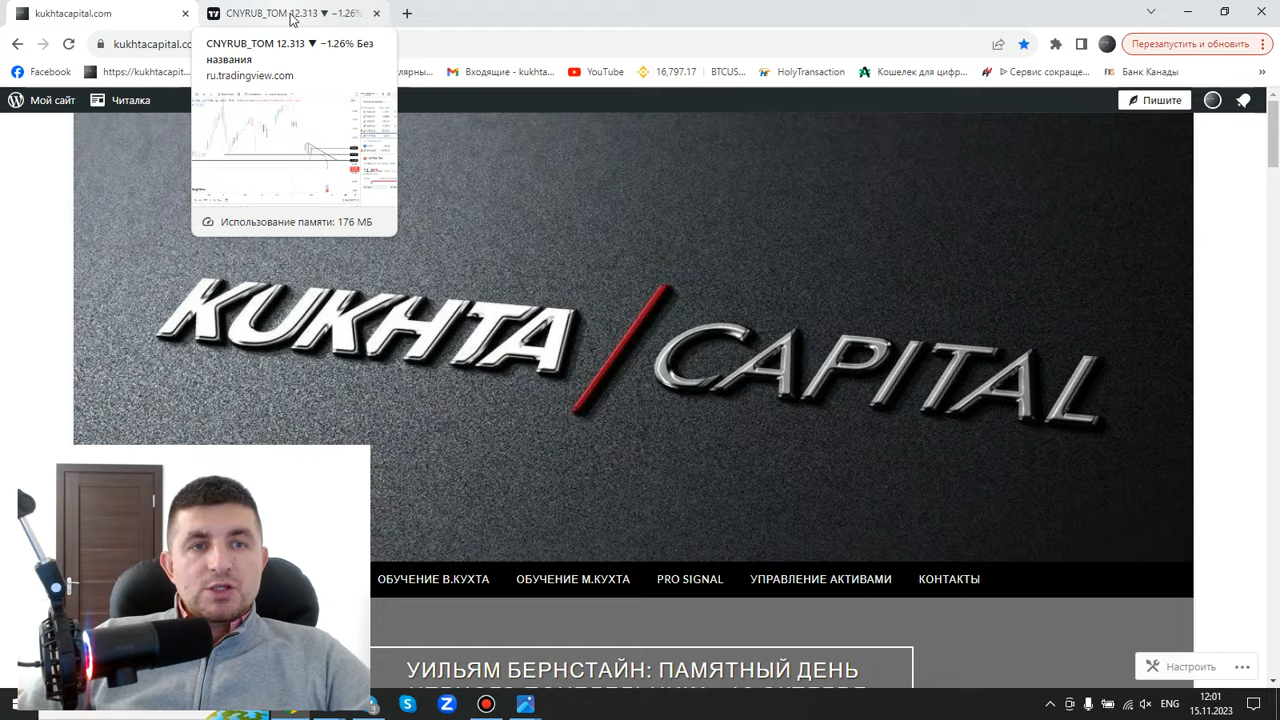 kukhtacapital.com
CNYRUB_TOM 12.313 ▼ −1.26%
kukhtacapital.co
Перезапустить и обновить
CNYRUB_TOM 12.313 ▼ −1.26% Без
названия
ru.tradingview.com
Facebook
https://kukhtacapit...
Входящие - kukhta...
YouTube
16,797.17 | BTCUS...
HolyTransaction
Кошелек для цифр...
▷ Сервис сокраще...
Банк Канады
»
Мой сайт
Читалка
Пишите
Использование памяти: 176 МБ
KUKHTA/CAPITAL
ОБУЧЕНИЕ В.КУХТА
ОБУЧЕНИЕ М.КУХТА
PRO SIGNAL
УПРАВЛЕНИЕ АКТИВАМИ
КОНТАКТЫ
УИЛЬЯМ БЕРНСТАЙН: ПАМЯТНЫЙ ДЕНЬ
Настроить
ENG
12:01
15.11.2023